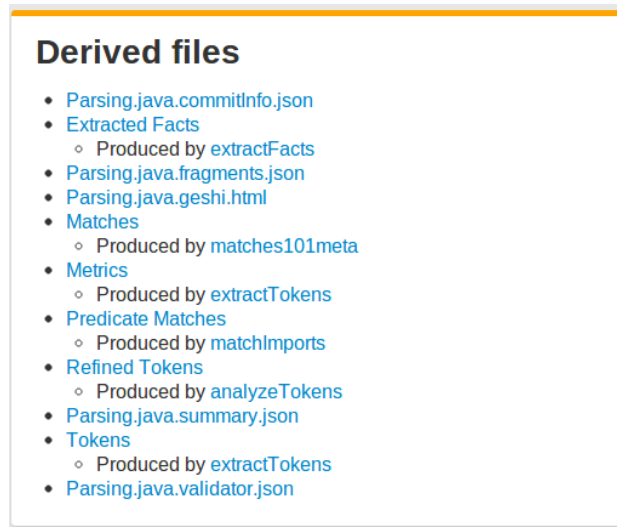 Derived files
Parsing.java.commitInfo.json
Extracted Facts
Produced by extractFacts
Parsing.java.fragments.json
Parsing.java.geshi.html
Matches
Produced by matches101meta
Metrics
Produced by extractTokens
Predicate Matches
Produced by matchImports
Refined Tokens
Produced by analyzeTokens
Parsing.java.summary.json
Tokens
Produced by extractTokens
Parsing.java.validator.json